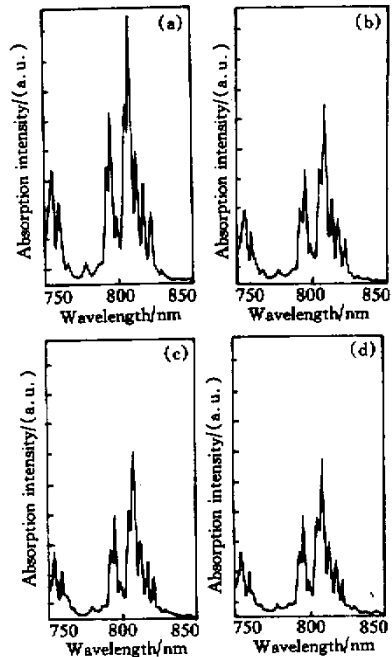 (a)
Absorption intensity/(a.u.)
750 800 850
Wavelength/nm
(b)
Absorption intensity/(a.u.)
750 800 850
Wavelength/nm
(c)
Absorption intensity/(a.u.)
750 800 850
Wavelength/nm
(d)
Absorption intensity/(a.u.)
750 800 850
Wavelength/nm